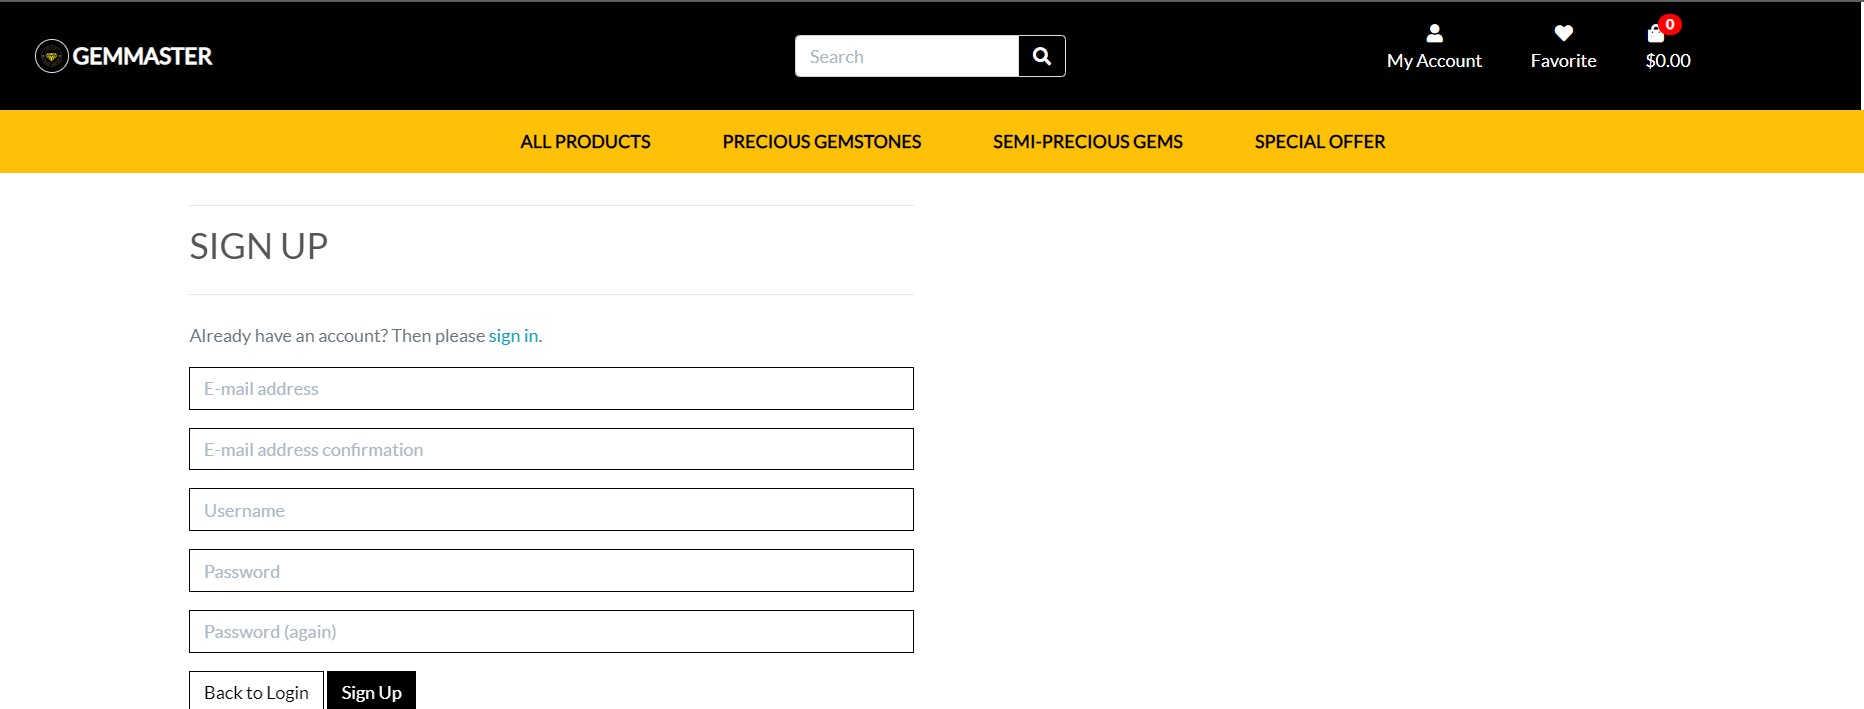 GEMMASTER
Search
My Account
Favorite
0
$0.00
ALL PRODUCTS
PRECIOUS GEMSTONES
SEMI-PRECIOUS GEMS
SPECIAL OFFER
SIGN UP
Already have an account? Then please sign in.
E-mail address
E-mail address confirmation
Username
Password
Password (again)
Back to Login
Sign Up